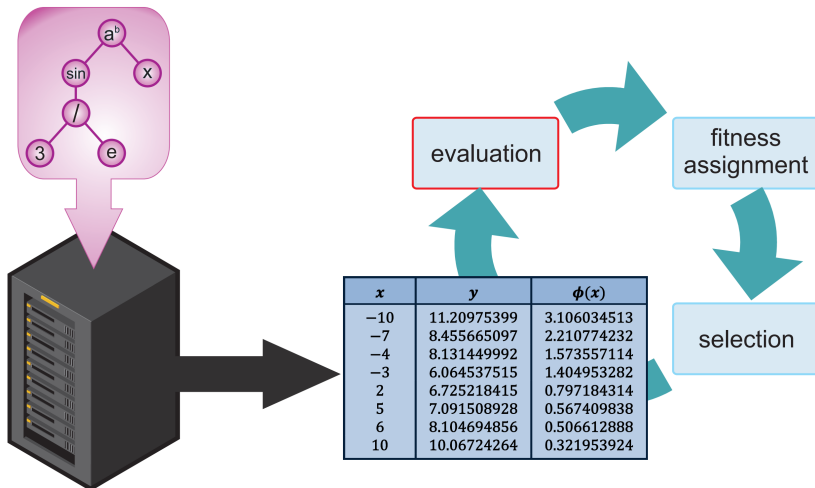 aᵇ
sin x
/
3 e
evaluation
fitness
assignment
selection
x y ϕ(x)
−10 11.20975399 3.106034513
−7 8.455665097 2.210774232
−4 8.131449992 1.573557114
−3 6.064537515 1.404953282
2 6.725218415 0.797184314
5 7.091508928 0.567409838
6 8.104694856 0.506612888
10 10.06724264 0.321953924